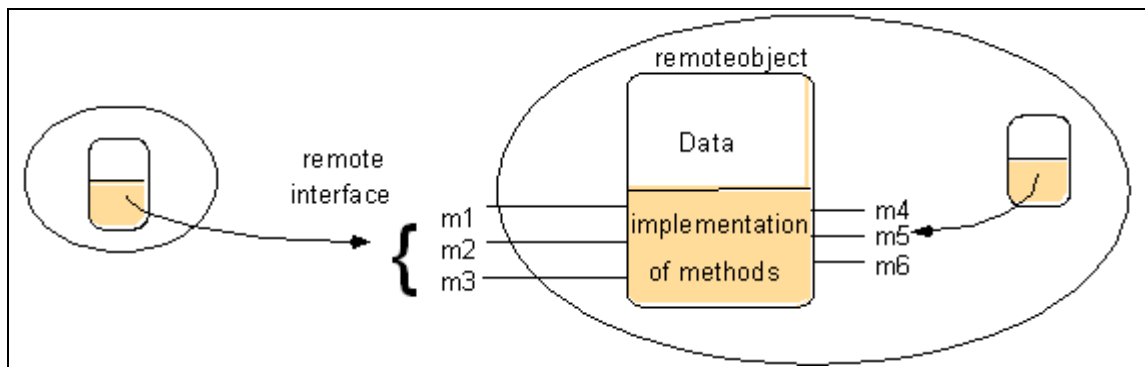 remoteobject
remote
interface
Data
m1
m2
m3
implementation
of methods
m4
m5
m6
{